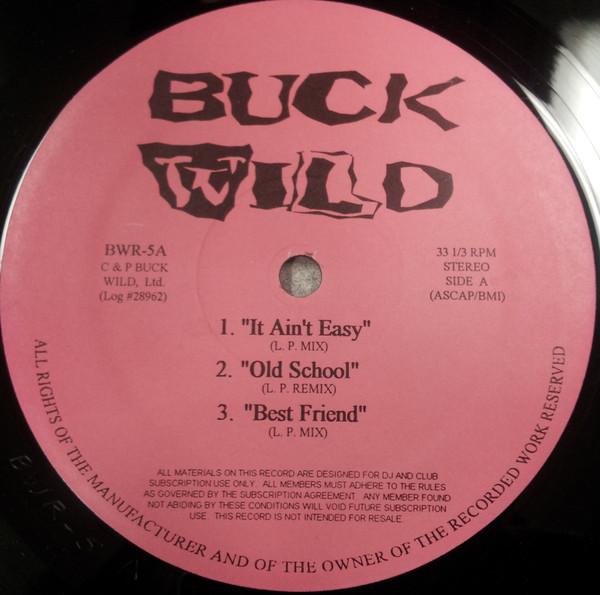 BUCK
WILD
BWR-5A
C & P BUCK
WILD, Ltd.
(Log #28962)
33 1/3 RPM
STEREO
SIDE A
(ASCAP/BMI)
1. "It Ain't Easy"
(L. P. MIX)
2. "Old School"
(L. P. REMIX)
3. "Best Friend"
(L. P. MIX)
ALL MATERIALS ON THIS RECORD ARE DESIGNED FOR DJ AND CLUB
SUBSCRIPTION USE ONLY. ALL MEMBERS MUST ADHERE TO THE RULES
AS GOVERNED BY THE SUBSCRIPTION AGREEMENT. ANY MEMBER FOUND
NOT ABIDING BY THESE CONDITIONS WILL VOID FUTURE SUBSCRIPTION
USE. THIS RECORD IS NOT INTENDED FOR RESALE.
ALL RIGHTS OF THE MANUFACTURER AND OF THE OWNER OF THE RECORDED WORK RESERVED